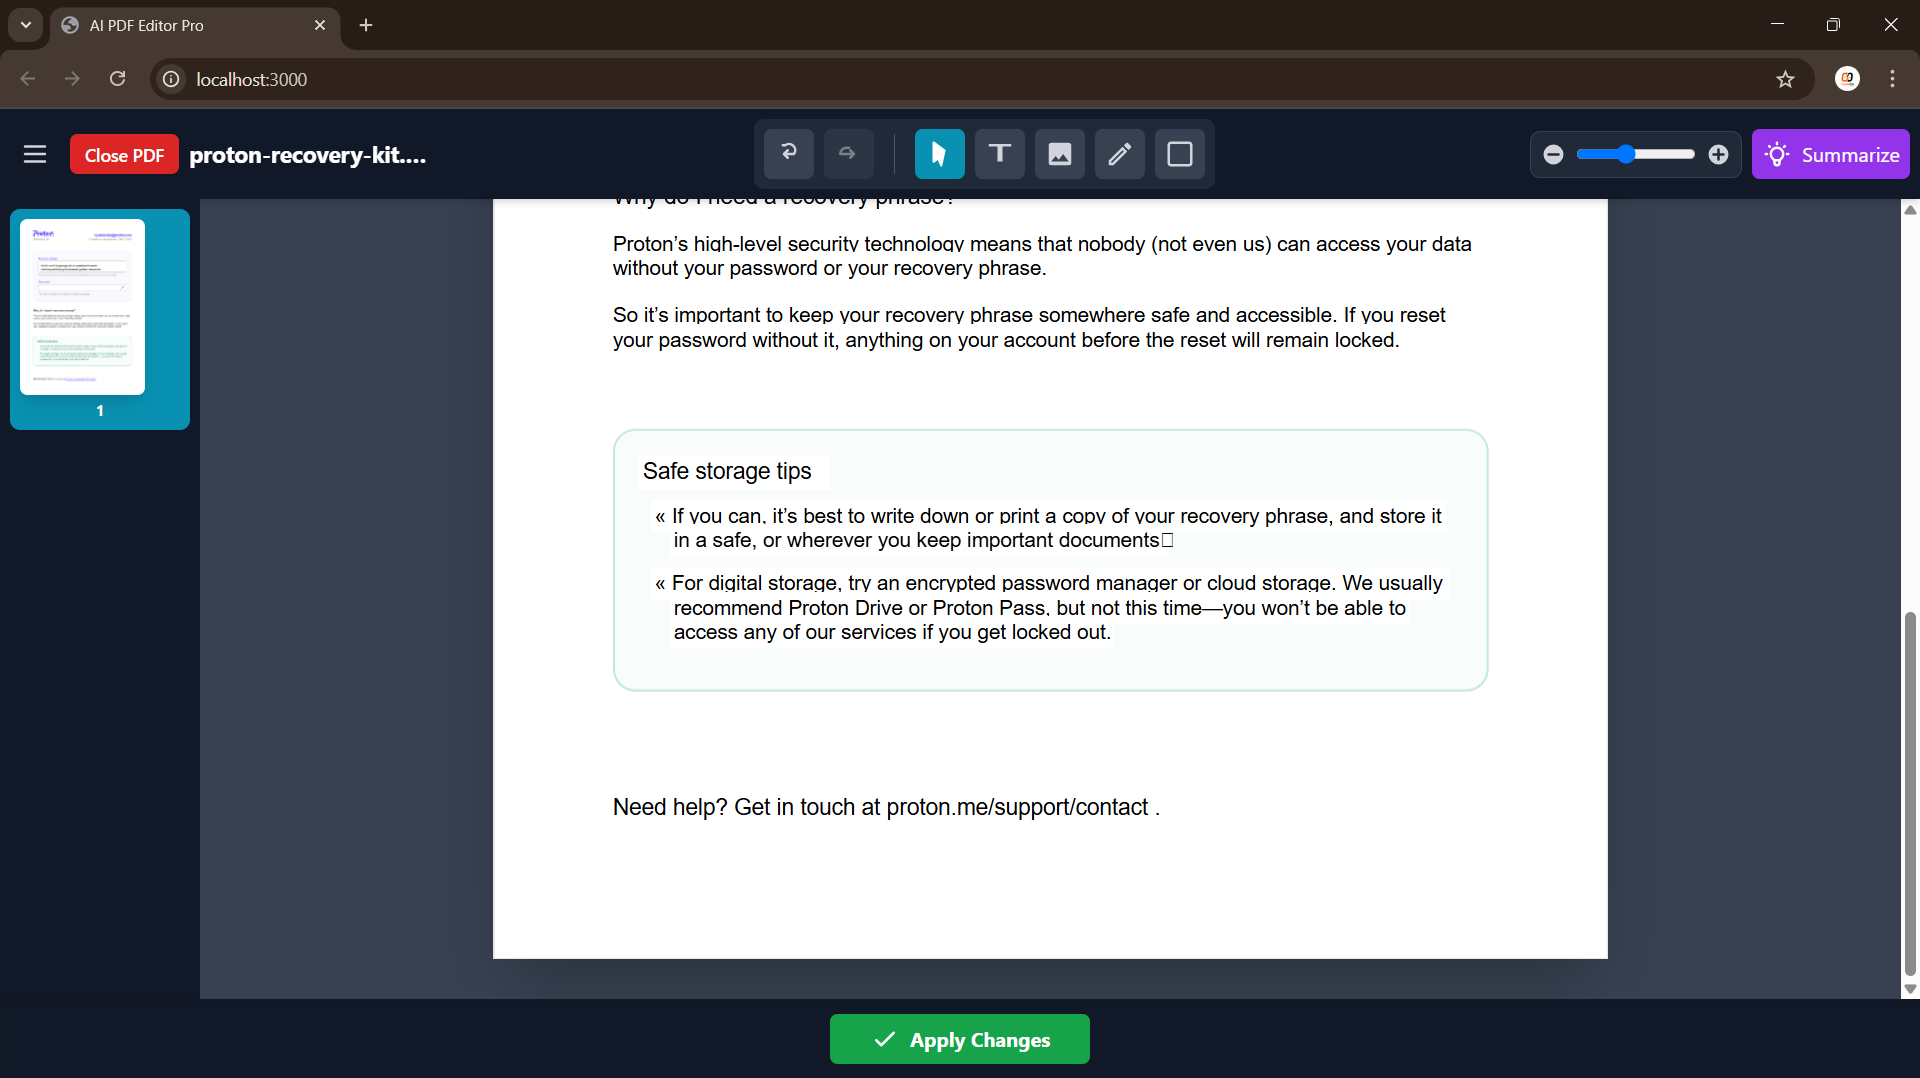 AI PDF Editor Pro
localhost:3000
Close PDF
proton-recovery-kit....
T
Summarize
1
Why do I need a recovery phrase?
Proton’s high-level security technology means that nobody (not even us) can access your data
without your password or your recovery phrase.
So it’s important to keep your recovery phrase somewhere safe and accessible. If you reset
your password without it, anything on your account before the reset will remain locked.
Safe storage tips
« If you can, it’s best to write down or print a copy of your recovery phrase, and store it
in a safe, or wherever you keep important documents▯
« For digital storage, try an encrypted password manager or cloud storage. We usually
recommend Proton Drive or Proton Pass, but not this time—you won’t be able to
access any of our services if you get locked out.
Need help? Get in touch at proton.me/support/contact .
Apply Changes